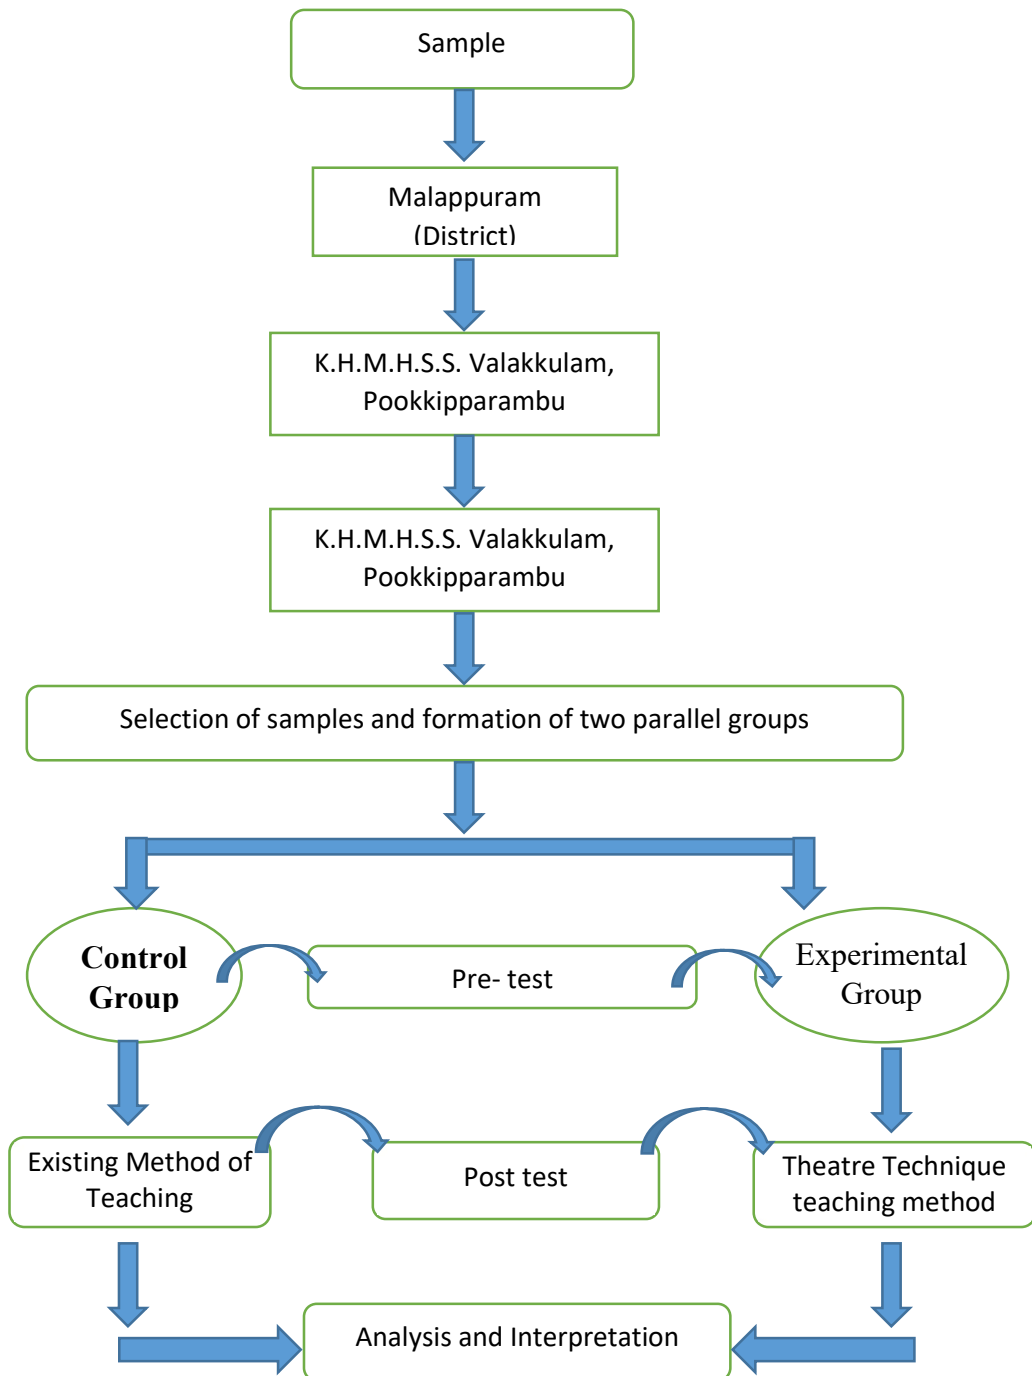 Sample
Malappuram
(District)
K.H.M.H.S.S. Valakkulam,
Pookkipparambu
K.H.M.H.S.S. Valakkulam,
Pookkipparambu
Selection of samples and formation of two parallel groups
Control
Group
Pre- test
Experimental
Group
Existing Method of
Teaching
Post test
Theatre Technique
teaching method
Analysis and Interpretation